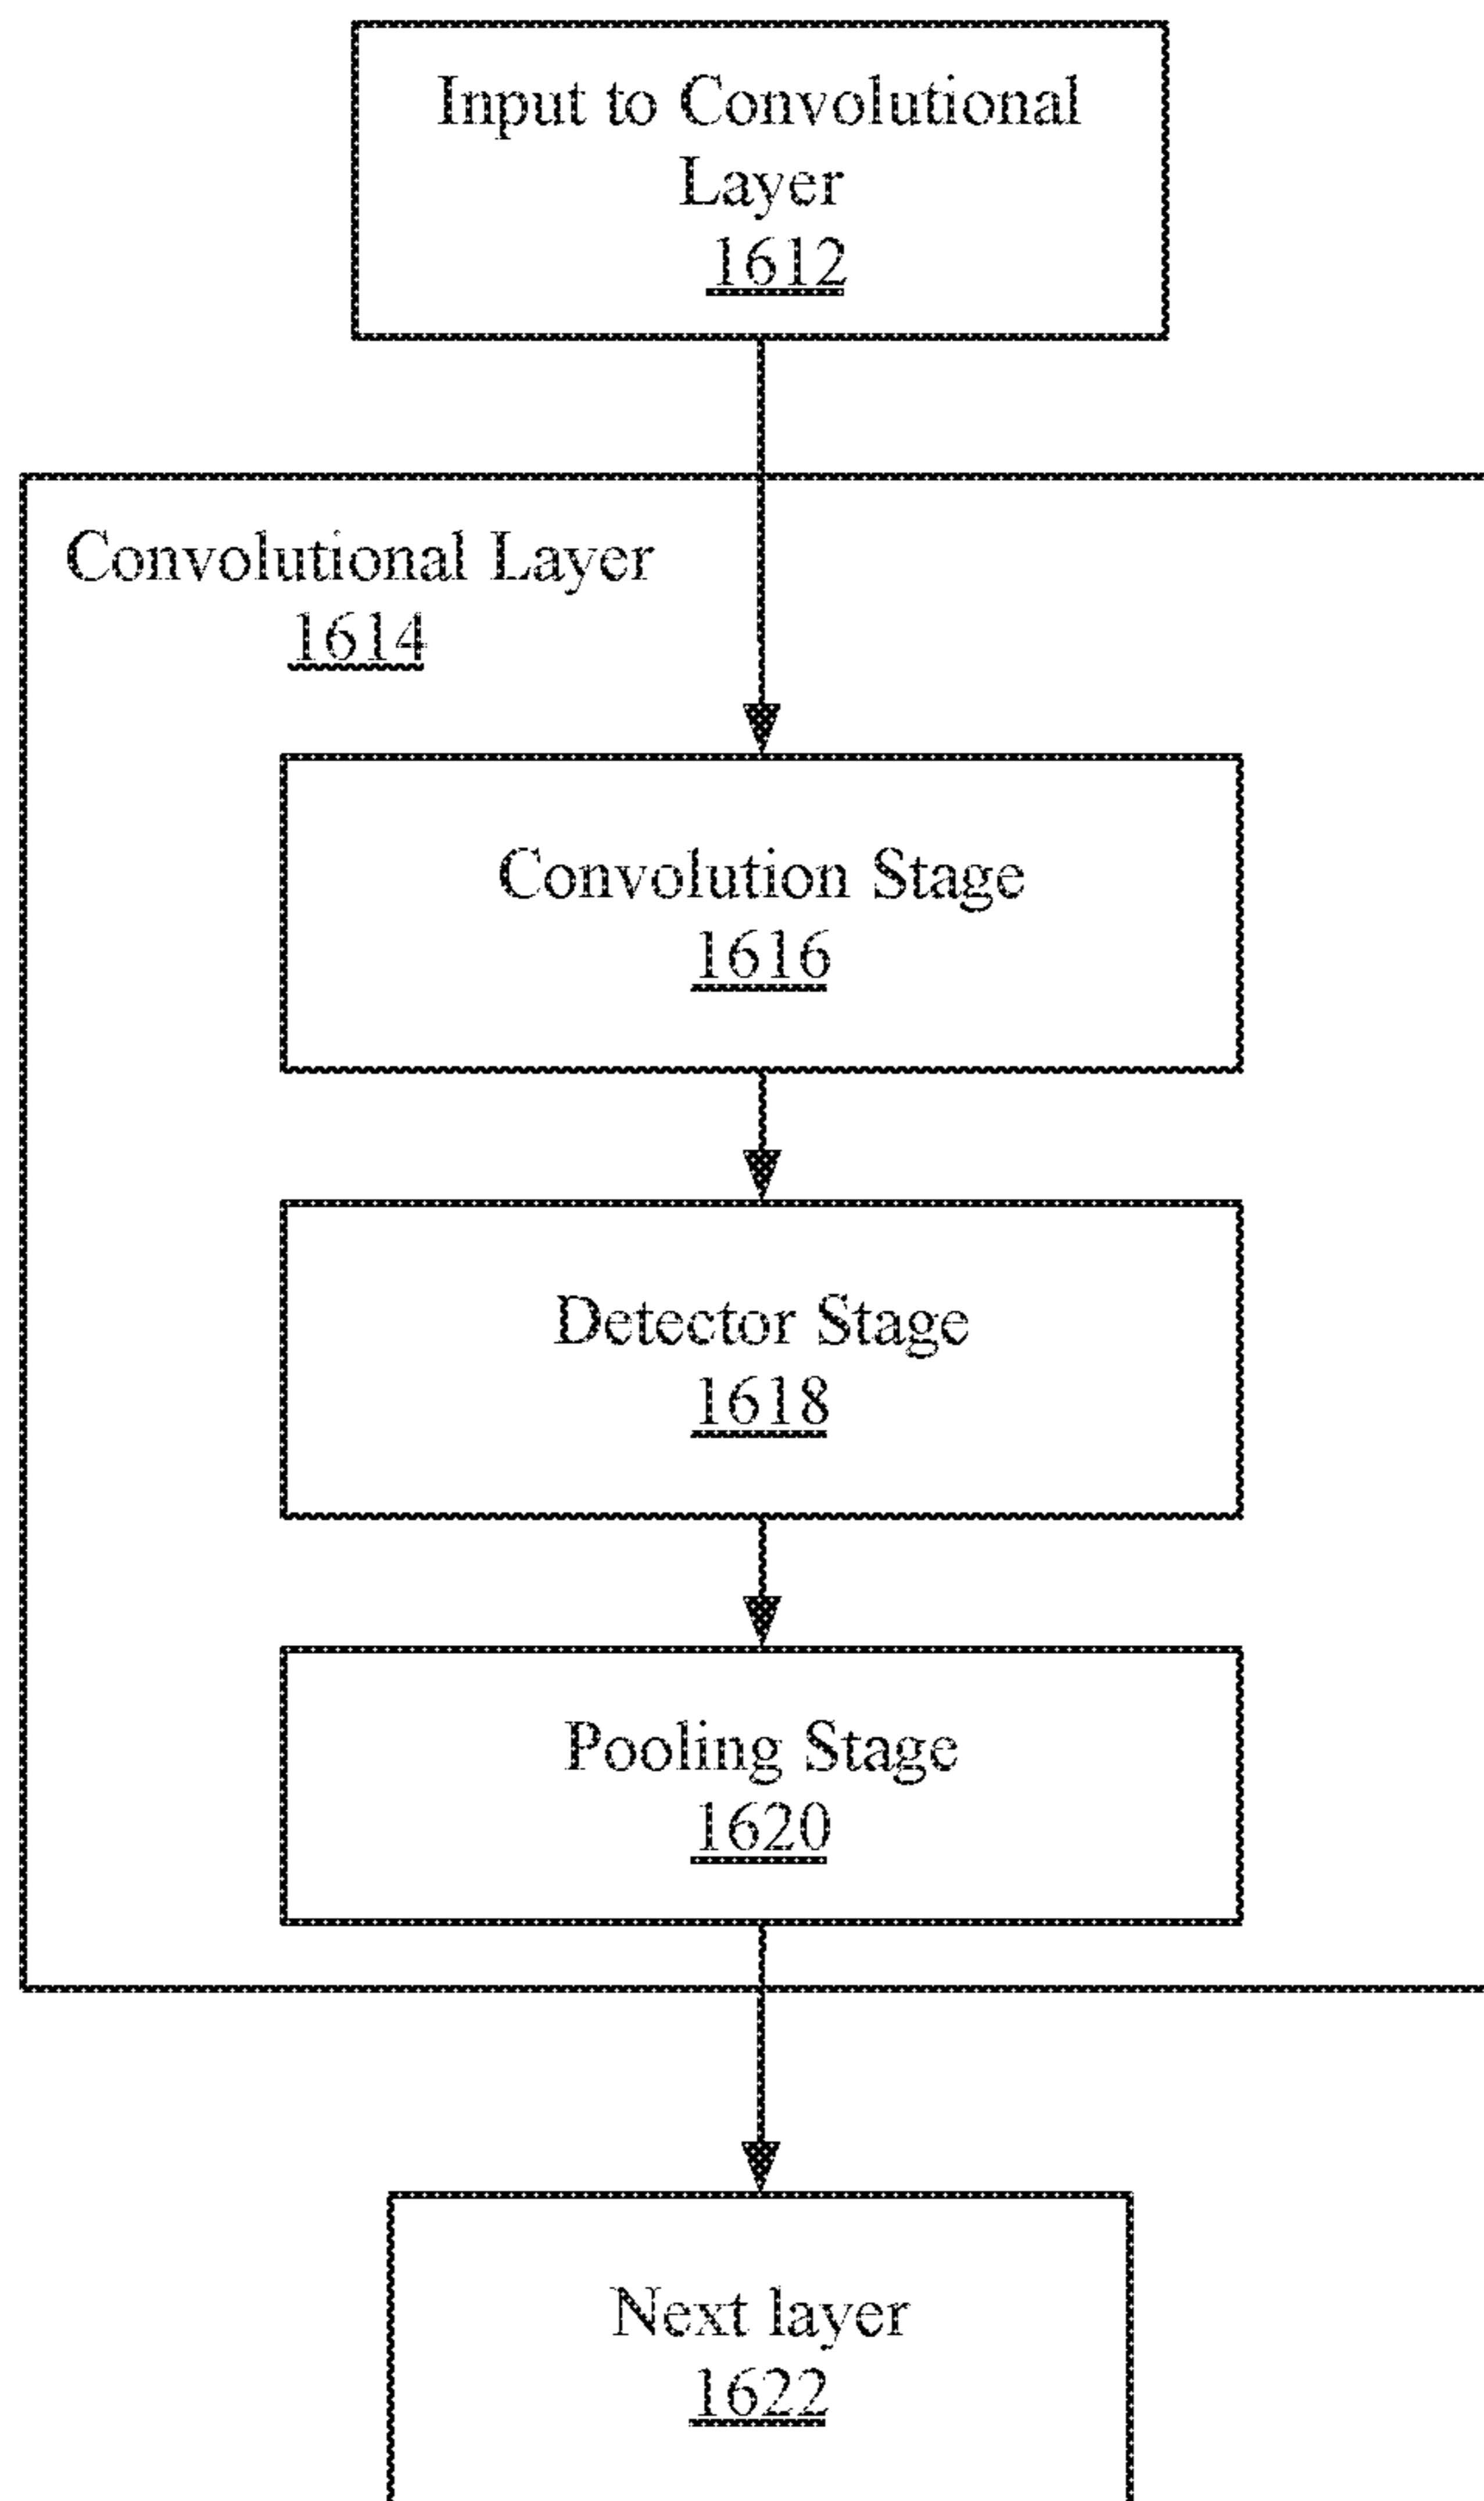 Input to Convolutional
Layer
1612
Convolutional Layer
1614
Convolution Stage
1616
Detector Stage
1618
Pooling Stage
1620
Next layer
1622